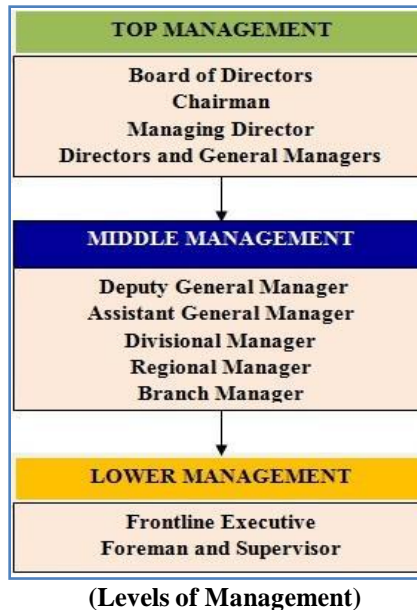 TOP MANAGEMENT
Board of Directors
Chairman
Managing Director
Directors and General Managers
MIDDLE MANAGEMENT
Deputy General Manager
Assistant General Manager
Divisional Manager
Regional Manager
Branch Manager
LOWER MANAGEMENT
Frontline Executive
Foreman and Supervisor
(Levels of Management)